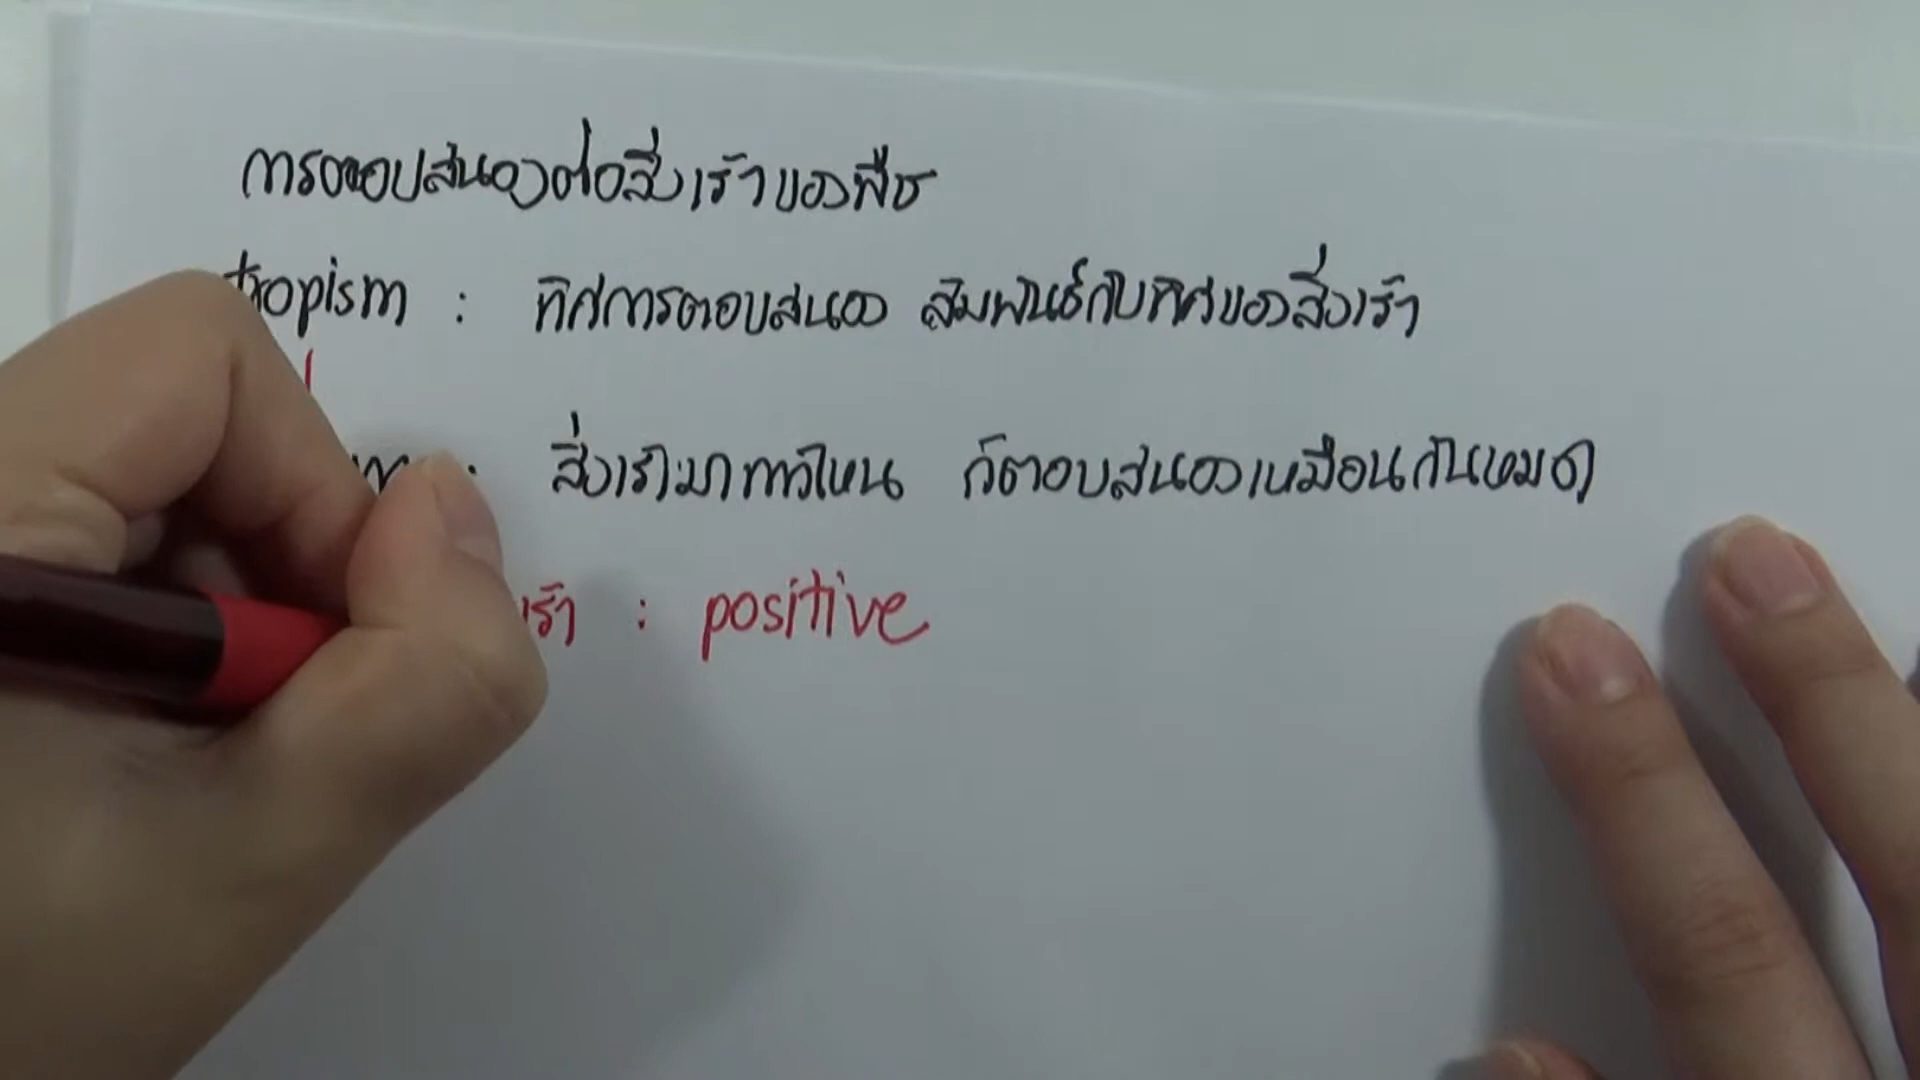 การตอบสนองต่อสิ่งเร้าของพืช
tropism : ทิศการตอบสนอง สัมพันธ์กับทิศของสิ่งเร้า
: สิ่งเร้ามาทางไหน ก็ตอบสนองเหมือนกันหมด
เร้า : positive